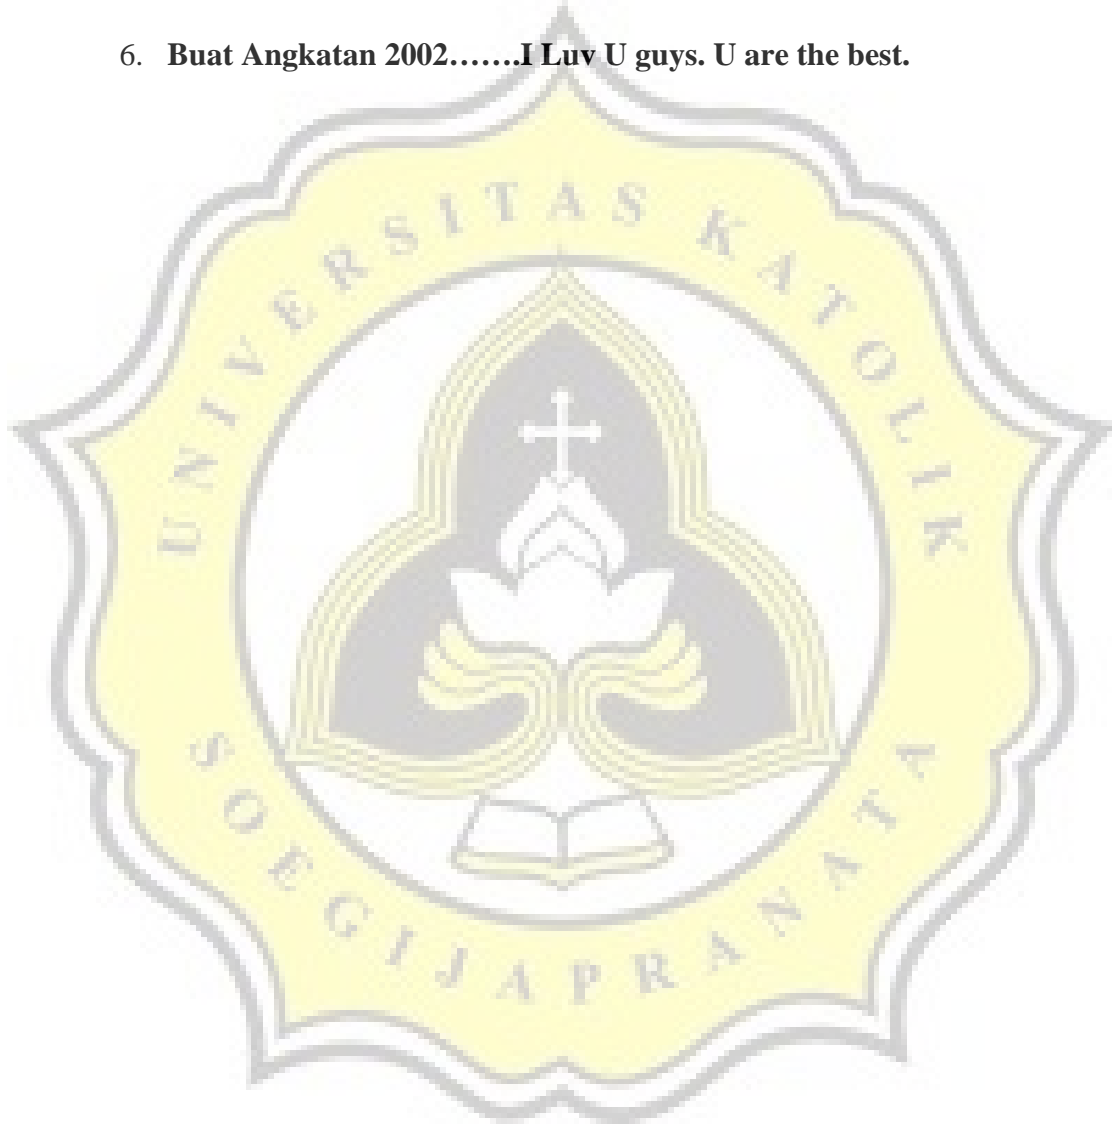 6. Buat Angkatan 2002…….I Luv U guys. U are the best.
UNIVERSITAS KATOLIK
SOEGIJAPRANATA